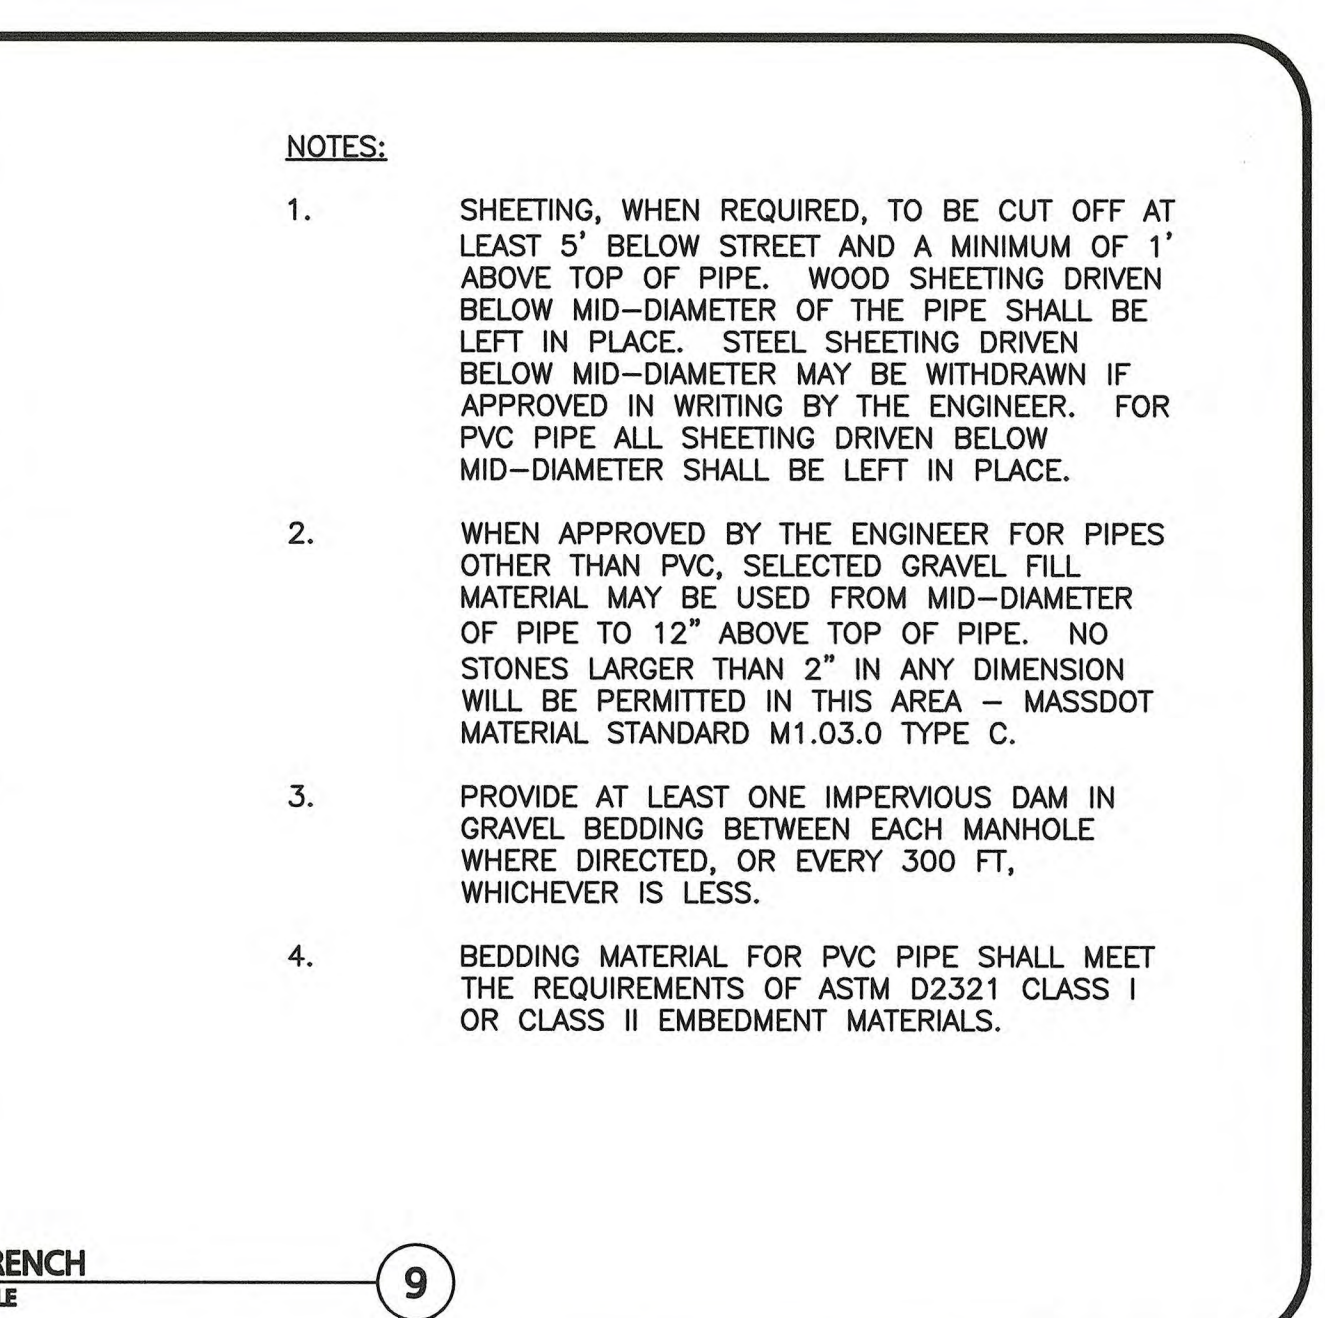 NOTES:
1. SHEETING, WHEN REQUIRED, TO BE CUT OFF AT
LEAST 5' BELOW STREET AND A MINIMUM OF 1'
ABOVE TOP OF PIPE. WOOD SHEETING DRIVEN
BELOW MID–DIAMETER OF THE PIPE SHALL BE
LEFT IN PLACE. STEEL SHEETING DRIVEN
BELOW MID–DIAMETER MAY BE WITHDRAWN IF
APPROVED IN WRITING BY THE ENGINEER. FOR
PVC PIPE ALL SHEETING DRIVEN BELOW
MID–DIAMETER SHALL BE LEFT IN PLACE.
2. WHEN APPROVED BY THE ENGINEER FOR PIPES
OTHER THAN PVC, SELECTED GRAVEL FILL
MATERIAL MAY BE USED FROM MID–DIAMETER
OF PIPE TO 12" ABOVE TOP OF PIPE. NO
STONES LARGER THAN 2" IN ANY DIMENSION
WILL BE PERMITTED IN THIS AREA – MASSDOT
MATERIAL STANDARD M1.03.0 TYPE C.
3. PROVIDE AT LEAST ONE IMPERVIOUS DAM IN
GRAVEL BEDDING BETWEEN EACH MANHOLE
WHERE DIRECTED, OR EVERY 300 FT,
WHICHEVER IS LESS.
4. BEDDING MATERIAL FOR PVC PIPE SHALL MEET
THE REQUIREMENTS OF ASTM D2321 CLASS I
OR CLASS II EMBEDMENT MATERIALS.
RENCH
LE
9